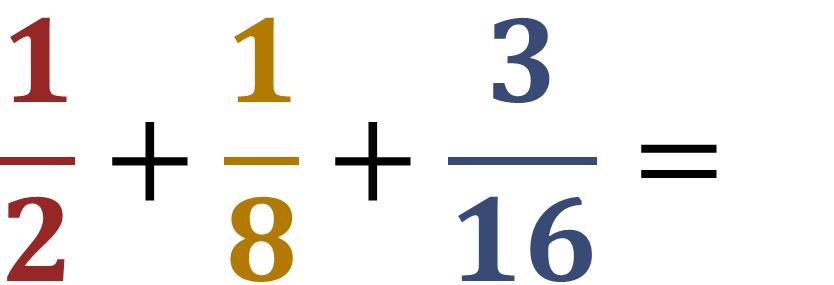 1/2 + 1/8 + 3/16 =